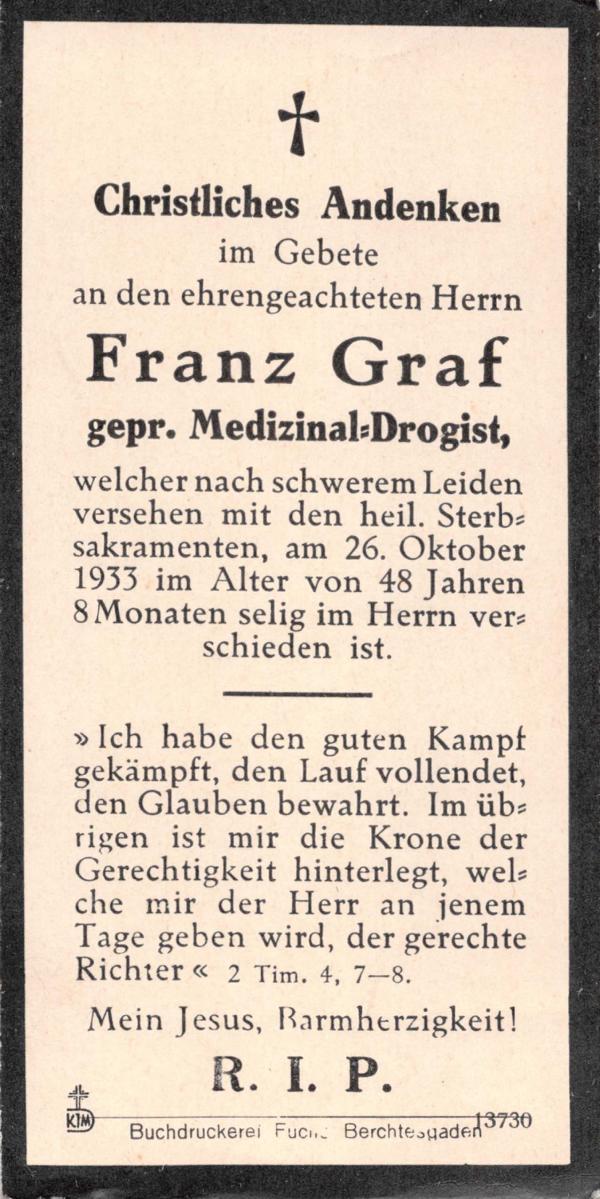 Christliches Andenken
im Gebete
an den ehrengeachteten Herrn
Franz Graf
gepr. Medizinal=Drogist,
welcher nach schwerem Leiden
versehen mit den heil. Sterb=
sakramenten, am 26. Oktober
1933 im Alter von 48 Jahren
8 Monaten selig im Herrn ver=
schieden ist.
»Ich habe den guten Kampf
gekämpft, den Lauf vollendet,
den Glauben bewahrt. Im üb=
rigen ist mir die Krone der
Gerechtigkeit hinterlegt, wel=
che mir der Herr an jenem
Tage geben wird, der gerechte
Richter« 2 Tim. 4, 7—8.
Mein Jesus, Barmherzigkeit!
R. I. P.
KJM 13730
Buchdruckerei Berchtesgaden